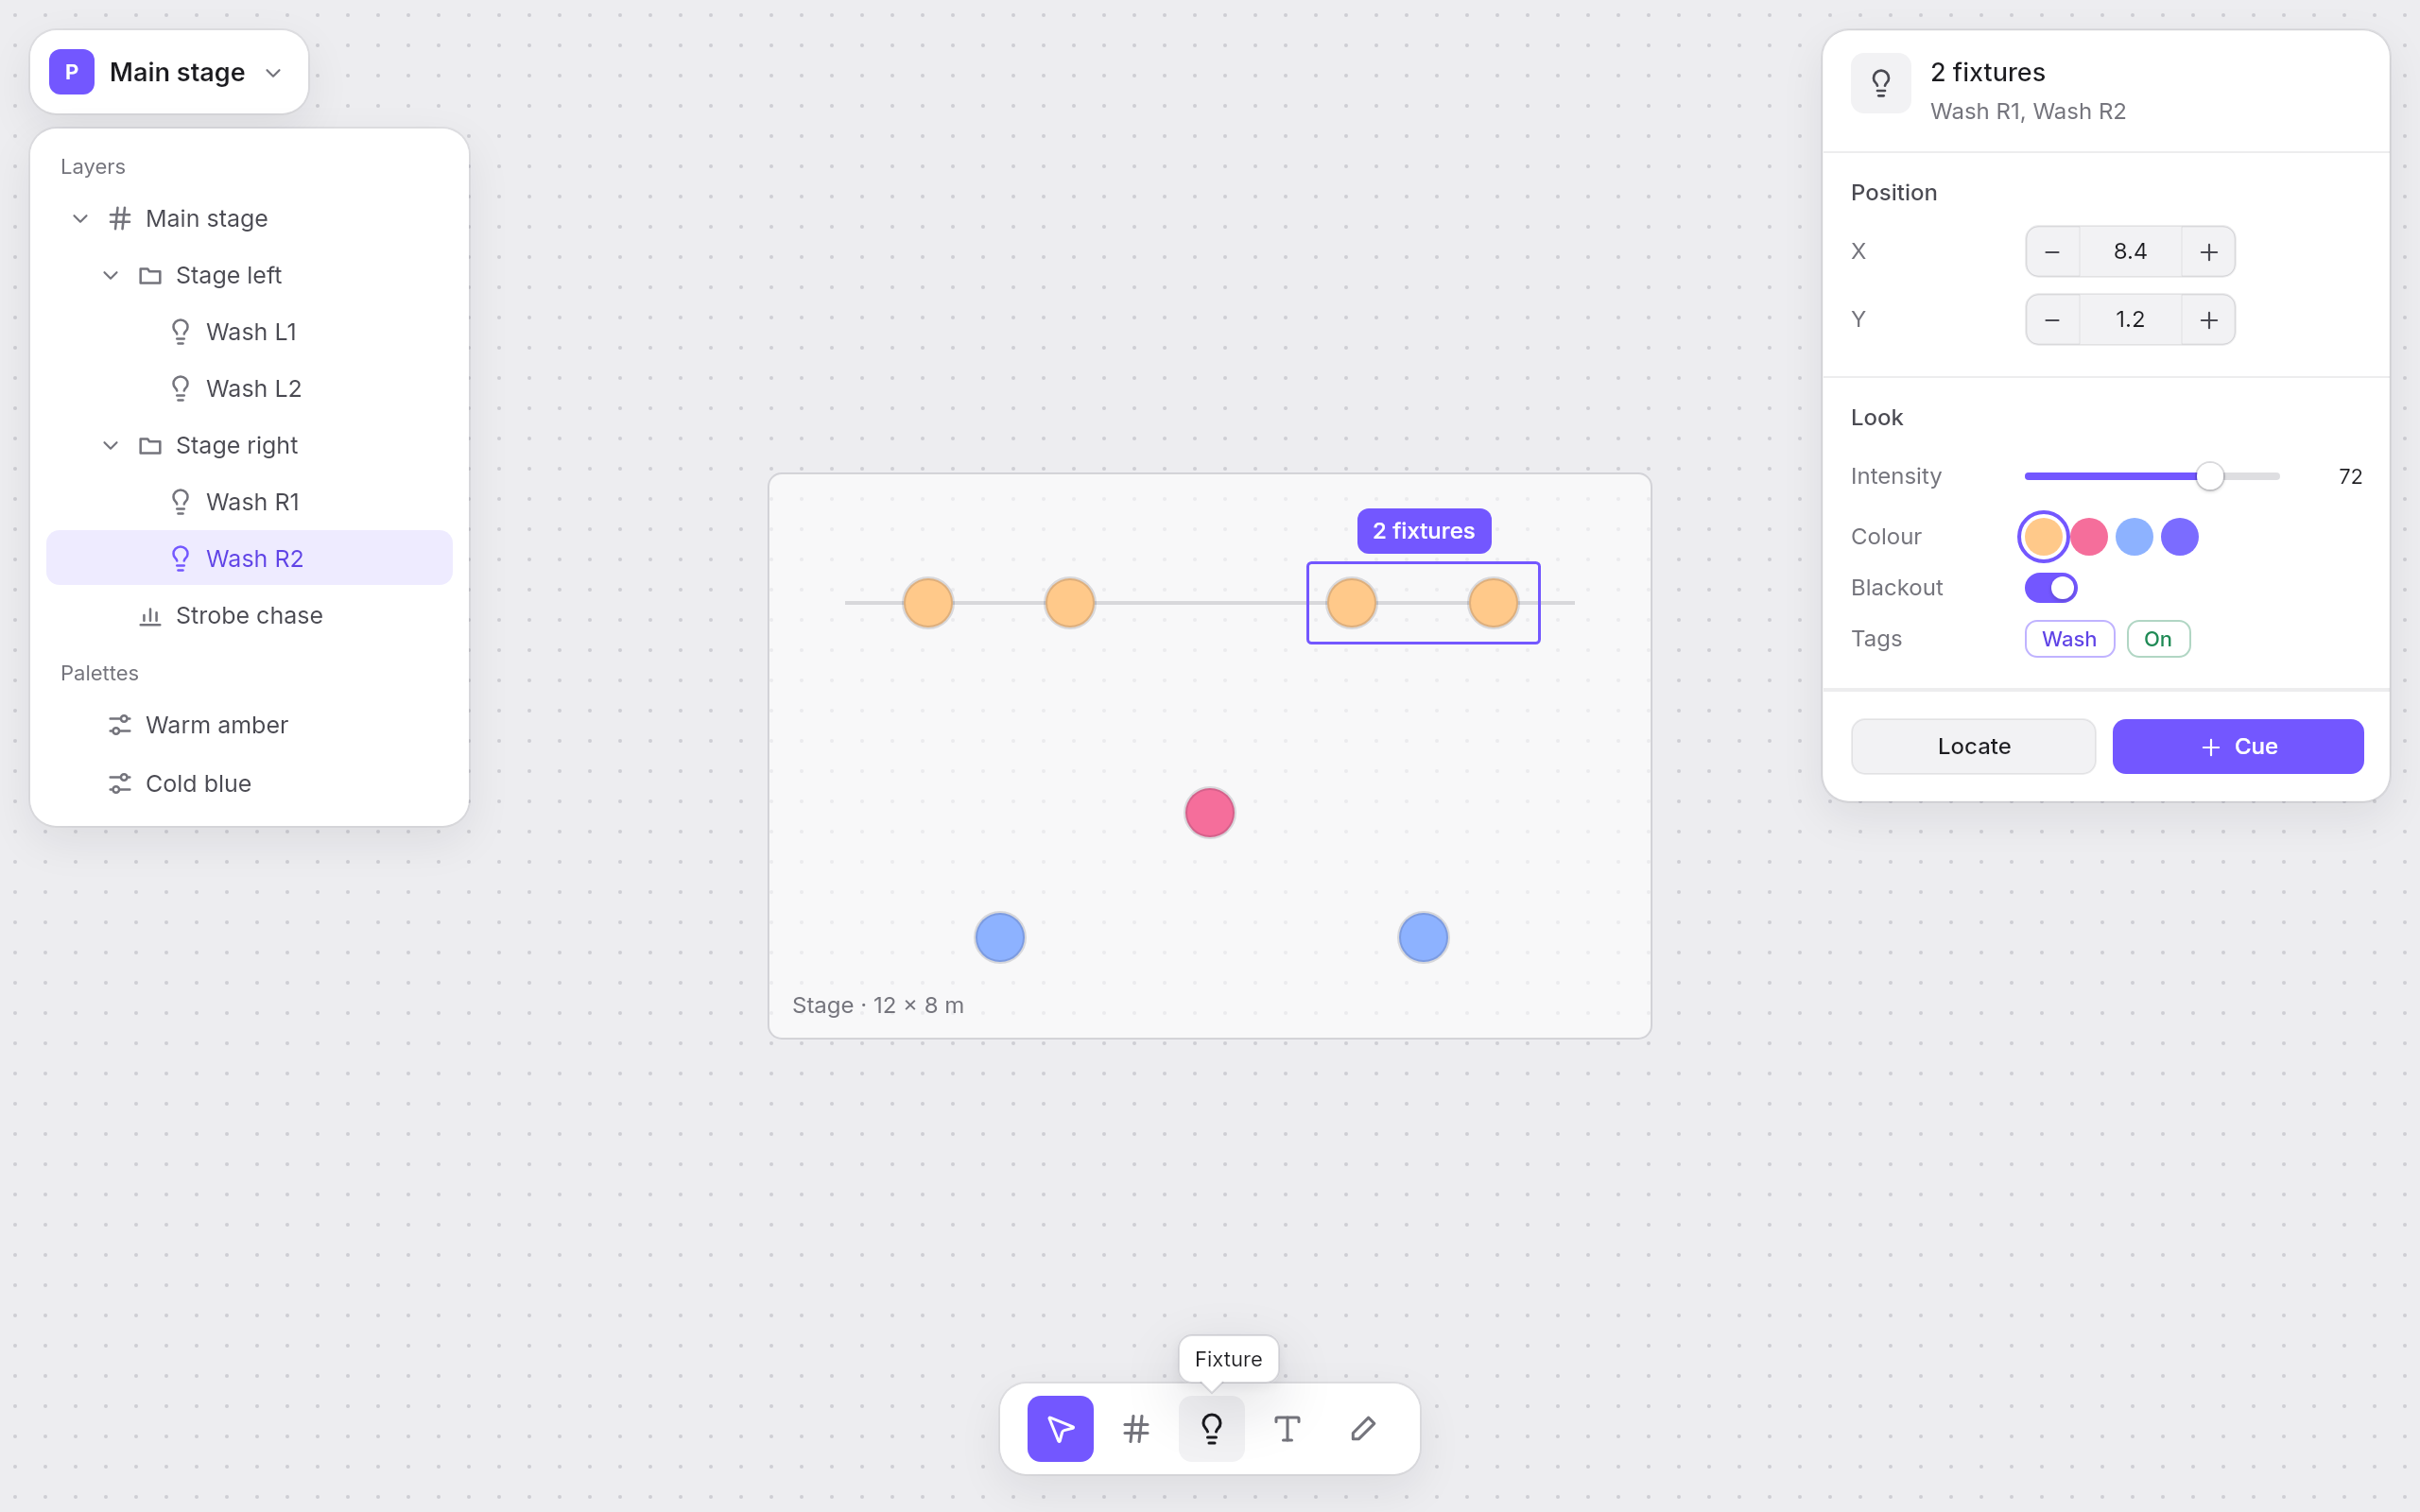 P Main stage
Layers
Main stage
Stage left
Wash L1
Wash L2
Stage right
Wash R1
Wash R2
Strobe chase
Palettes
Warm amber
Cold blue
2 fixtures
Stage · 12 × 8 m
Fixture
2 fixtures
Wash R1, Wash R2
Position
X − 8.4 +
Y − 1.2 +
Look
Intensity 72
Colour
Blackout
Tags Wash On
Locate + Cue